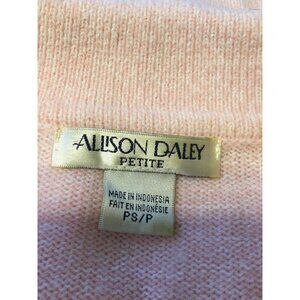 ALLISON DALEY
PETITE
MADE IN INDONESIA
FAIT EN INDONÉSIE
PS/P